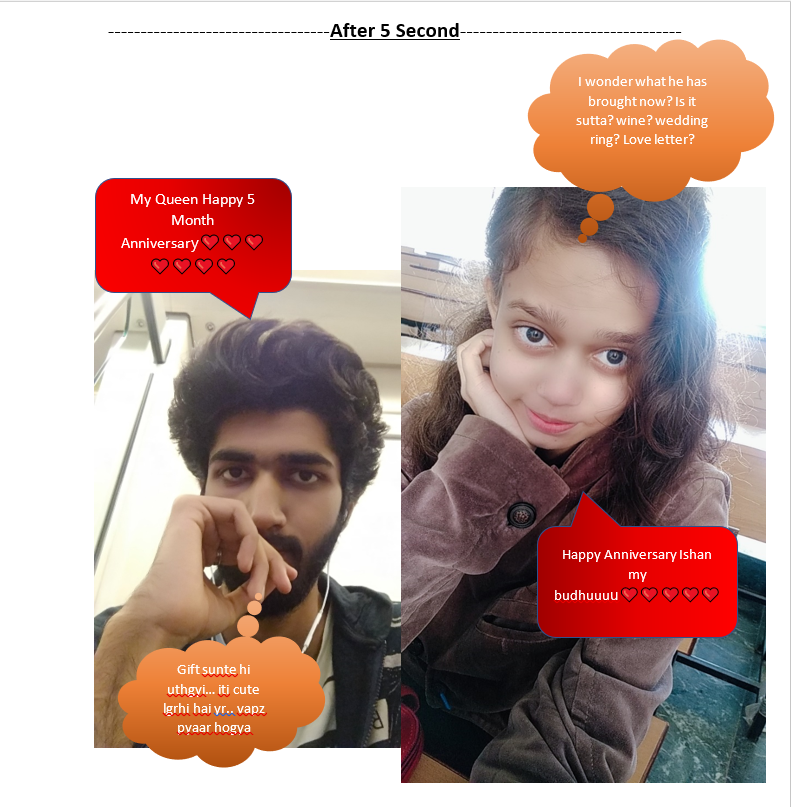 ----------------------------------After 5 Second----------------------------------
I wonder what he has
brought now? Is it
sutta? wine? wedding
ring? Love letter?
My Queen Happy 5
Month
Anniversary ❤❤❤
❤❤❤❤
Happy Anniversary Ishan
my
budhuuuu ❤❤❤❤❤
Gift sunte hi
uthgyi... iti cute
lgrhi hai yr.. vapz
pyaar hogya